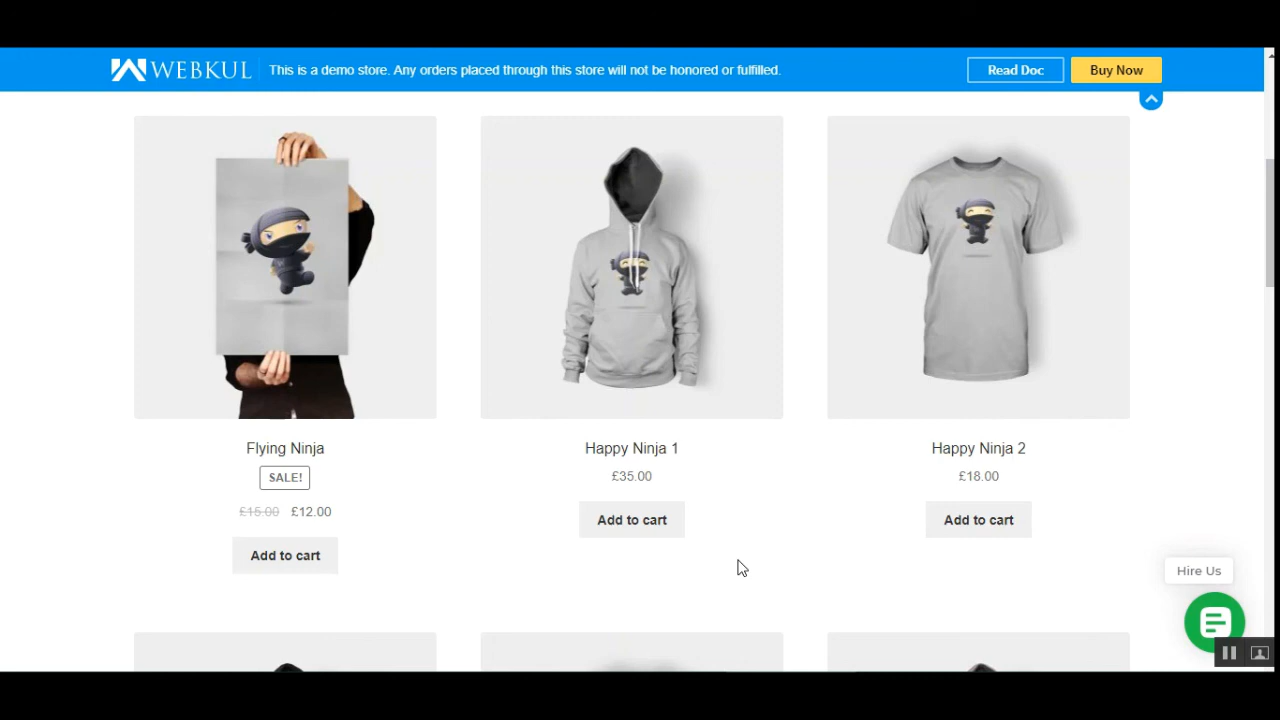 WEBKUL
This is a demo store. Any orders placed through this store will not be honored or fulfilled.
Read Doc
Buy Now
Flying Ninja
Happy Ninja 1
Happy Ninja 2
SALE!
£35.00
£18.00
£15.00 £12.00
Add to cart
Add to cart
Add to cart
Hire Us